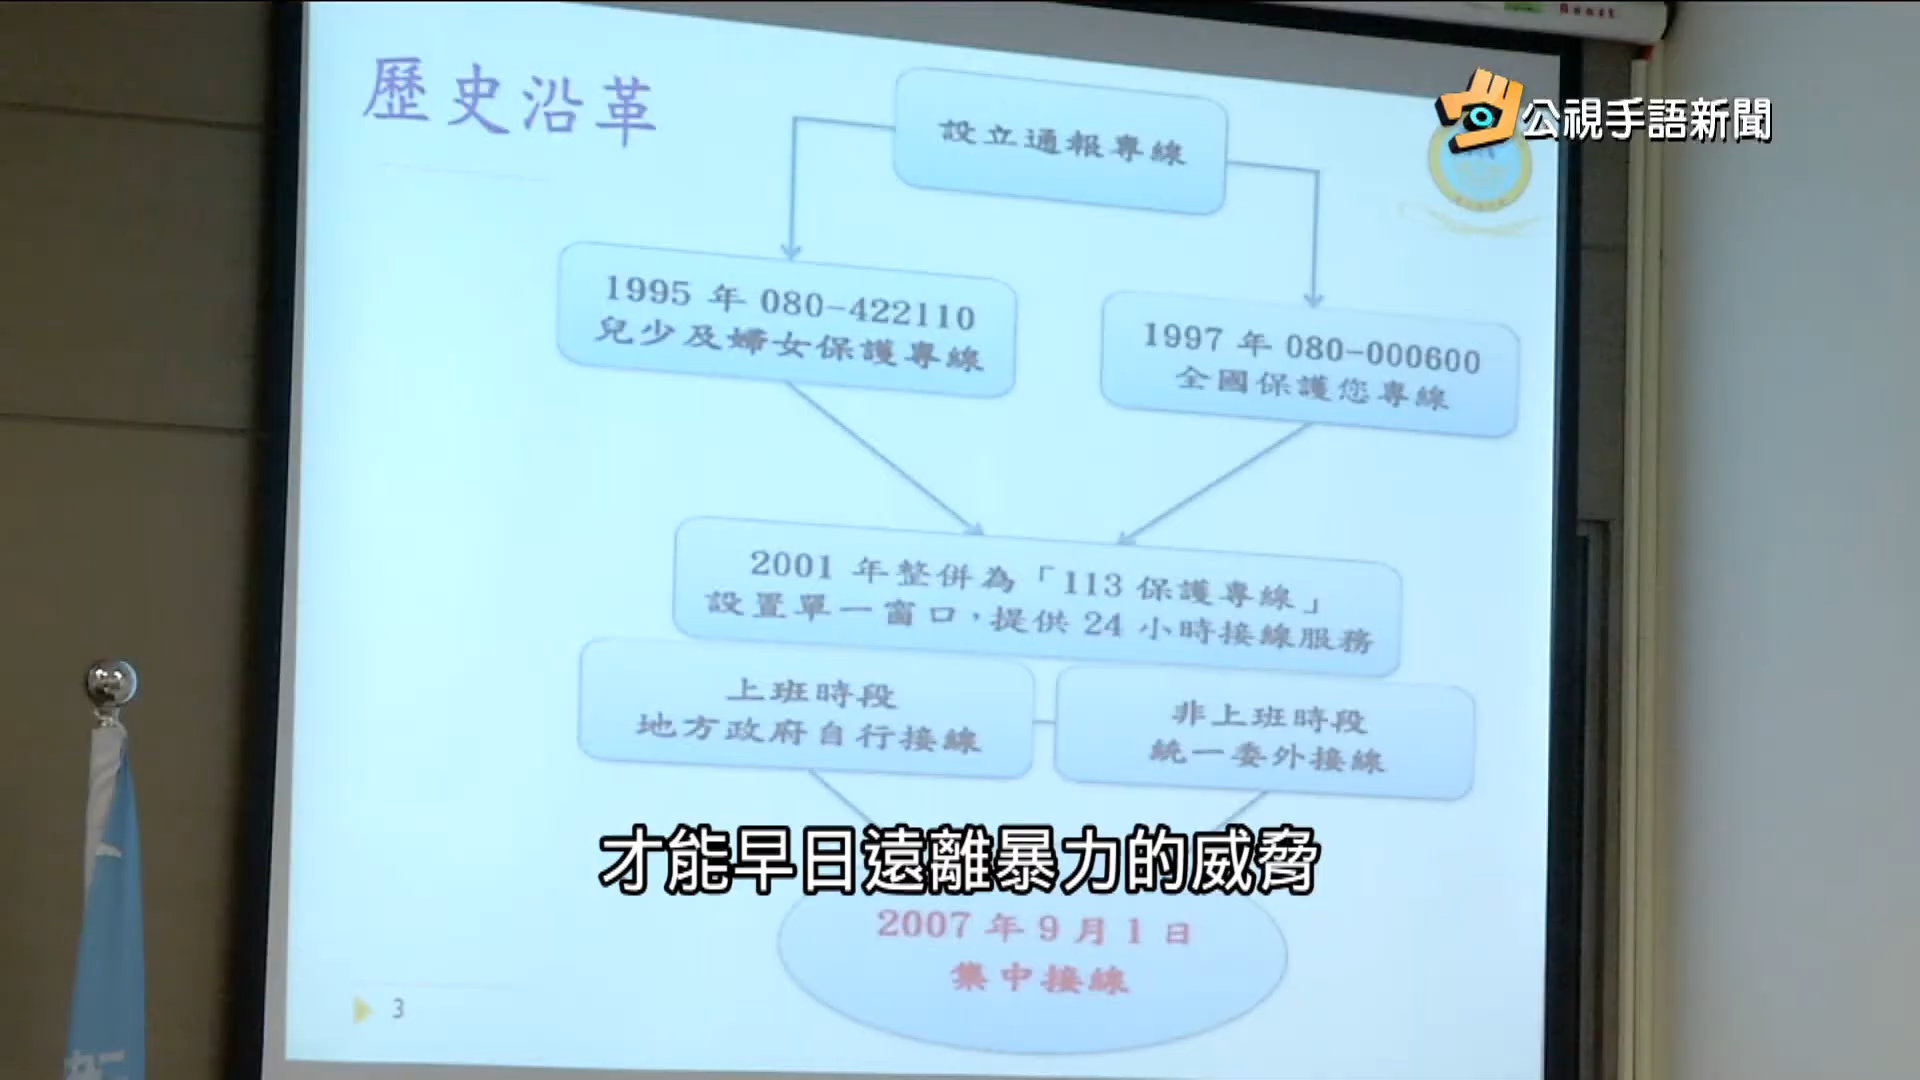 歷史沿革
公視手語新聞
設立通報專線
1995 年 080-422110
兒少及婦女保護專線
1997 年 080-000600
全國保護您專線
2001 年整併為「113 保護專線」
設置單一窗口，提供 24 小時接線服務
上班時段
地方政府自行接線
非上班時段
統一委外接線
才能早日遠離暴力的威脅
2007 年 9 月 1 日
集中接線
3